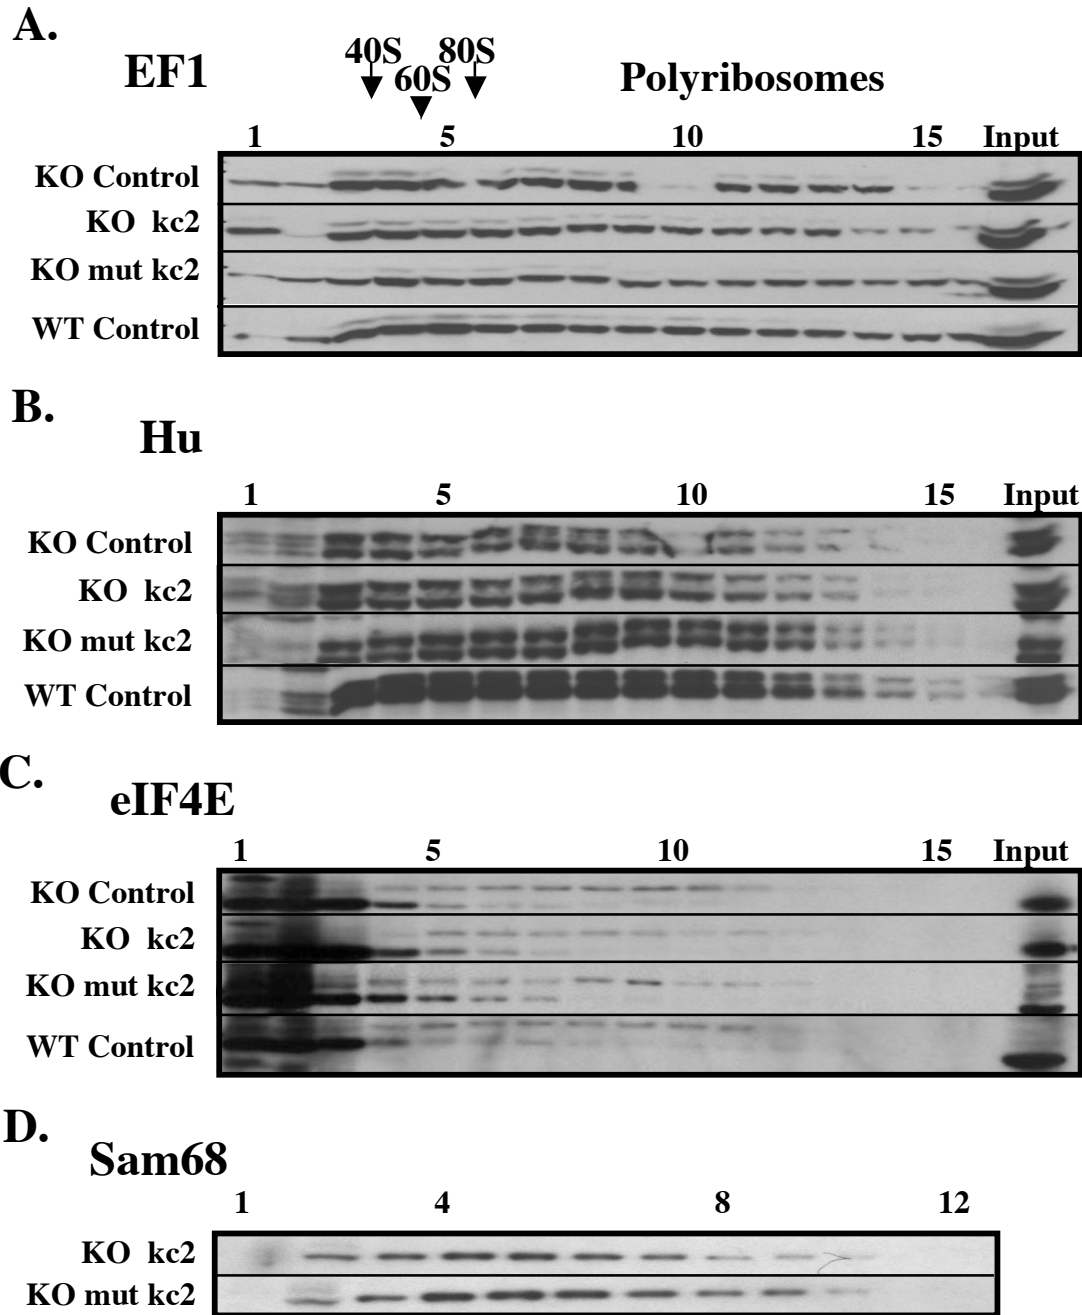 A.
EF1
40S 80S
60S
Polyribosomes
1 5 10 15 Input
KO Control
KO kc2
KO mut kc2
WT Control
B.
Hu
1 5 10 15 Input
KO Control
KO kc2
KO mut kc2
WT Control
C.
eIF4E
1 5 10 15 Input
KO Control
KO kc2
KO mut kc2
WT Control
D.
Sam68
1 4 8 12
KO kc2
KO mut kc2